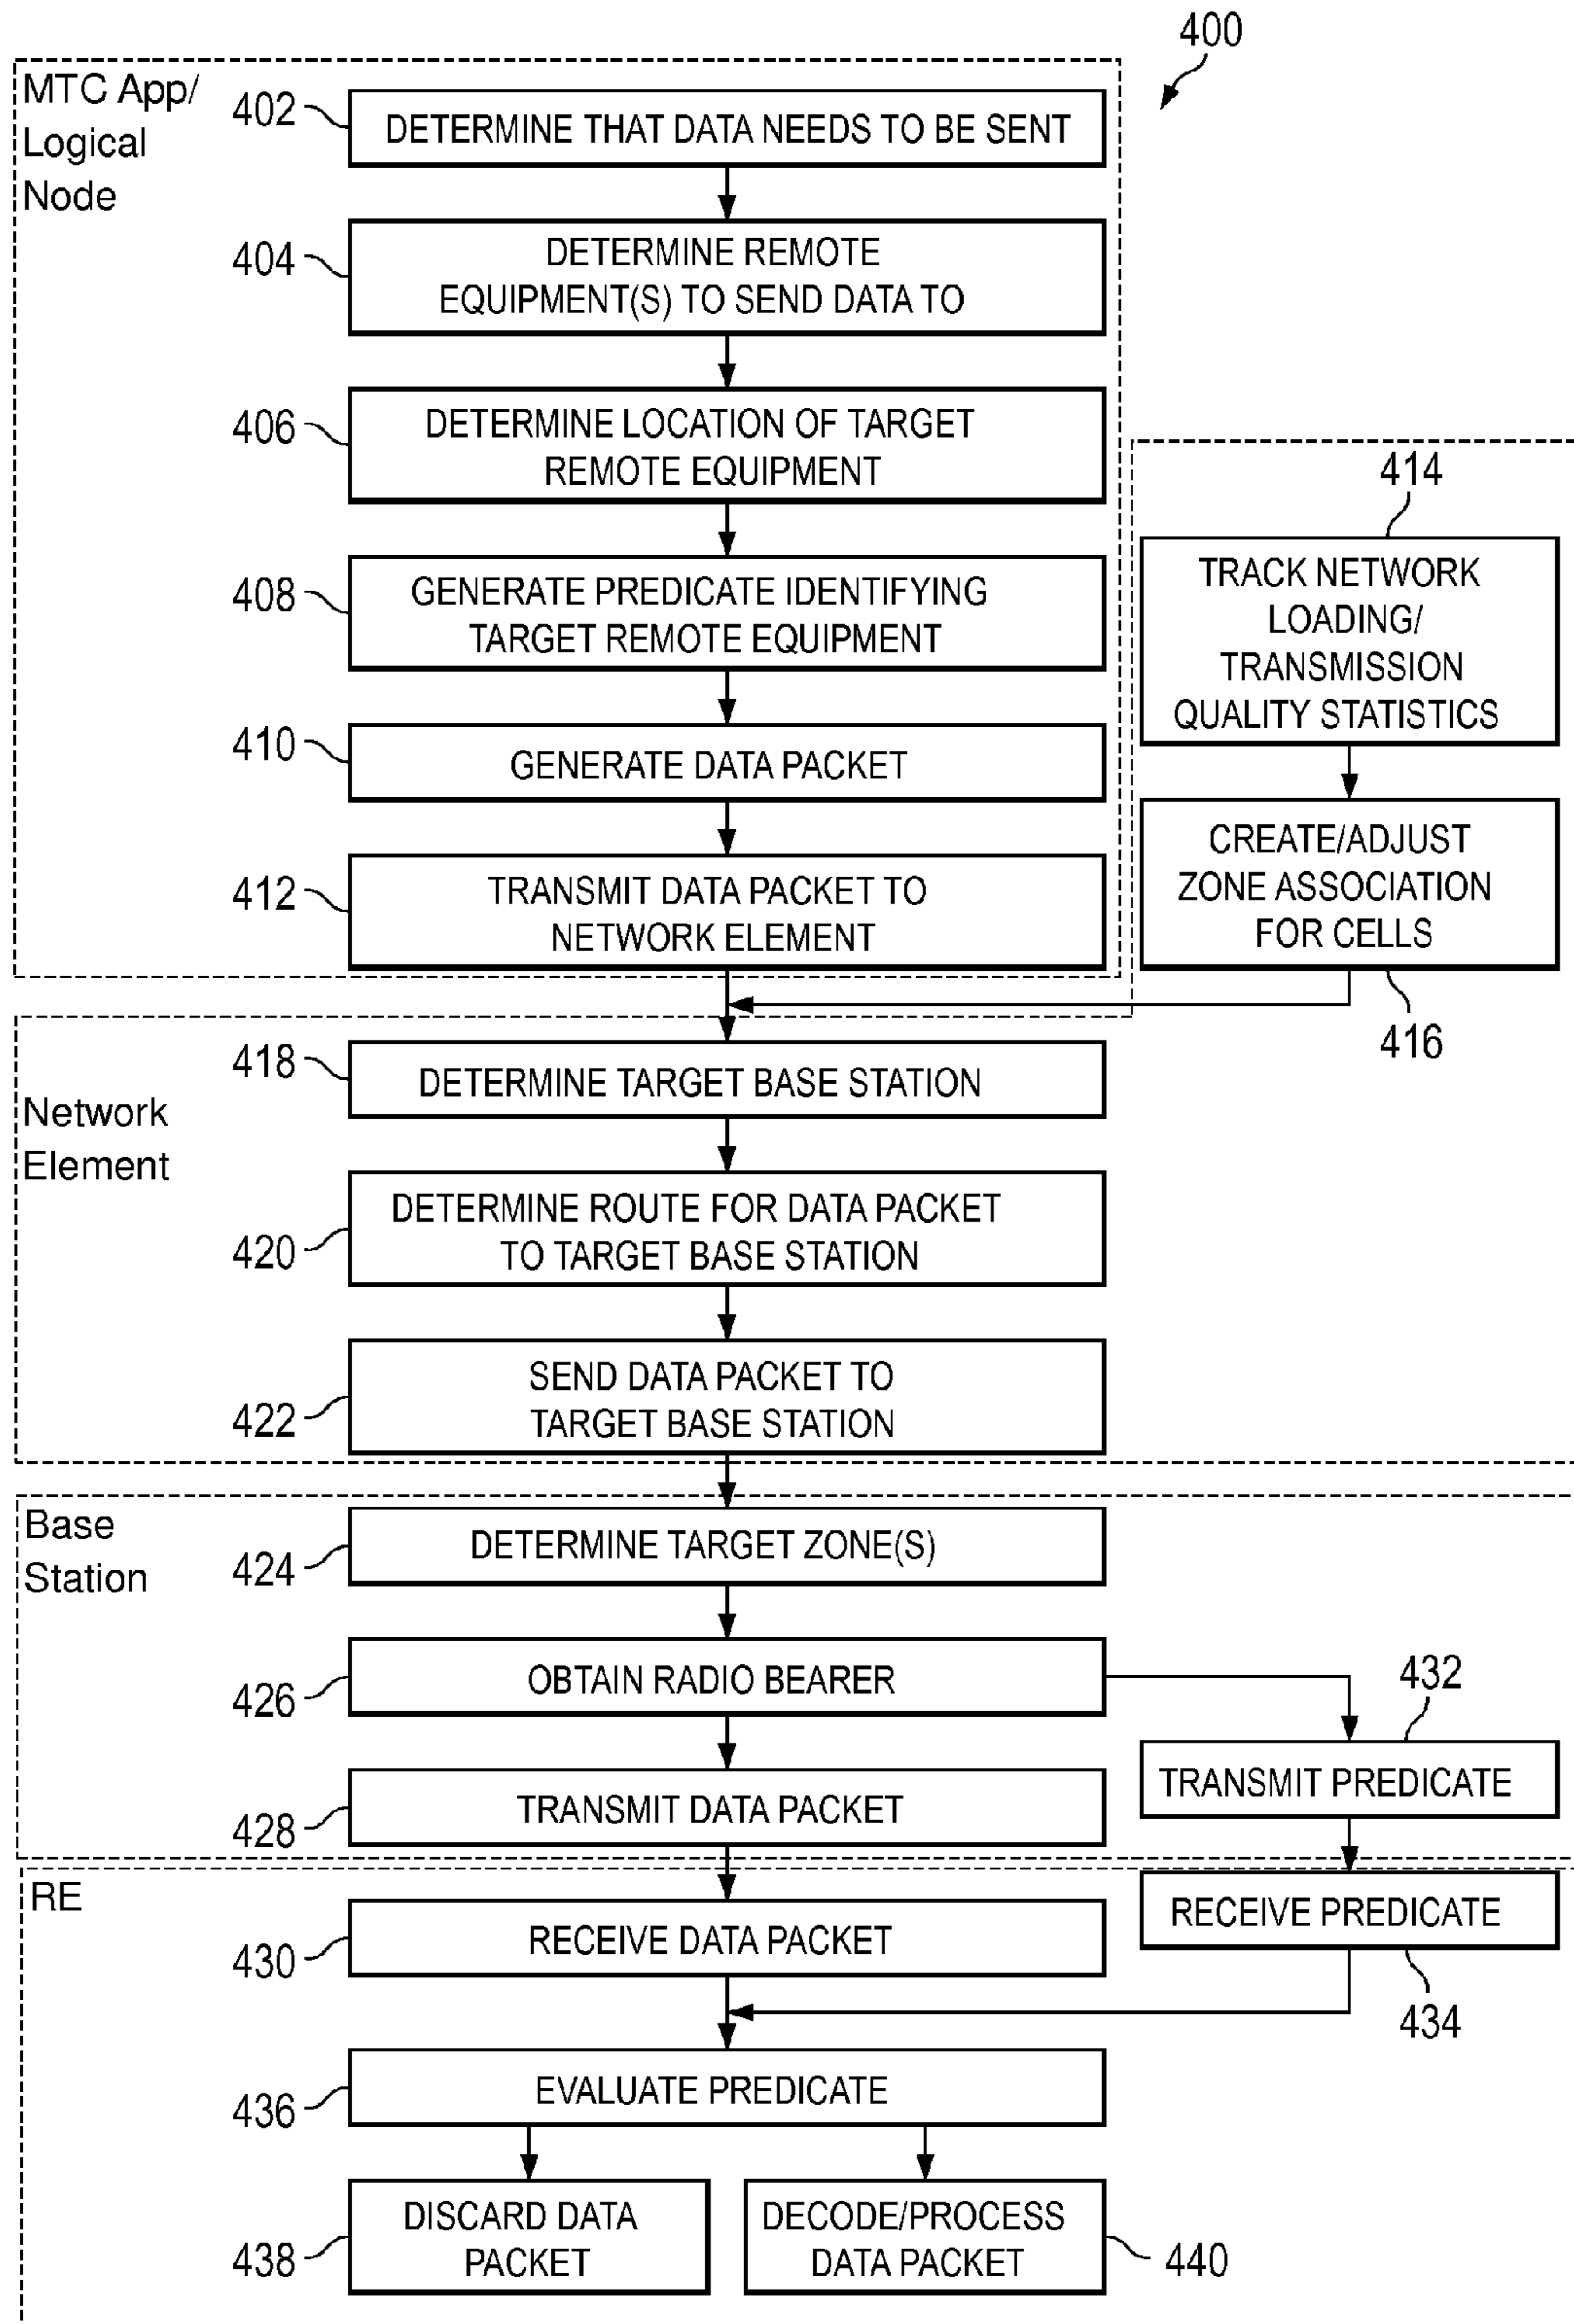 400
MTC App/
Logical
Node
402
DETERMINE THAT DATA NEEDS TO BE SENT
404
DETERMINE REMOTE
EQUIPMENT(S) TO SEND DATA TO
406
DETERMINE LOCATION OF TARGET
REMOTE EQUIPMENT
408
GENERATE PREDICATE IDENTIFYING
TARGET REMOTE EQUIPMENT
410
GENERATE DATA PACKET
412
TRANSMIT DATA PACKET TO
NETWORK ELEMENT
414
TRACK NETWORK
LOADING/
TRANSMISSION
QUALITY STATISTICS
CREATE/ADJUST
ZONE ASSOCIATION
FOR CELLS
416
Network
Element
418
DETERMINE TARGET BASE STATION
420
DETERMINE ROUTE FOR DATA PACKET
TO TARGET BASE STATION
422
SEND DATA PACKET TO
TARGET BASE STATION
Base
Station
424
DETERMINE TARGET ZONE(S)
426
OBTAIN RADIO BEARER
428
TRANSMIT DATA PACKET
432
TRANSMIT PREDICATE
RE
430
RECEIVE DATA PACKET
RECEIVE PREDICATE
434
436
EVALUATE PREDICATE
438
DISCARD DATA
PACKET
DECODE/PROCESS
DATA PACKET
440